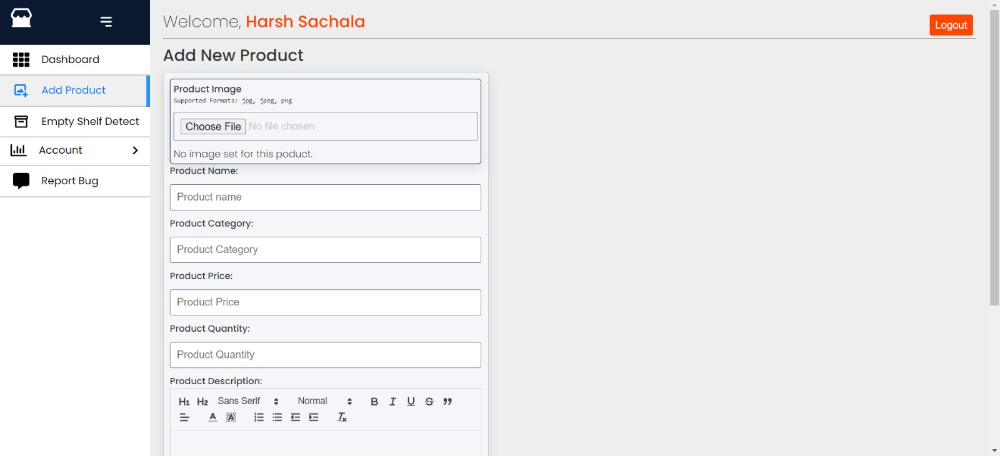 Welcome, Harsh Sachala
Logout
Dashboard
Add Product
Empty Shelf Detect
Account
Report Bug
Add New Product
Product Image
Supported Formats: jpg, jpeg, png
Choose File No file chosen
No image set for this poduct.
Product Name:
Product name
Product Category:
Product Category
Product Price:
Product Price
Product Quantity:
Product Quantity
Product Description:
H1 H2 Sans Serif Normal B I U S
A A Tx